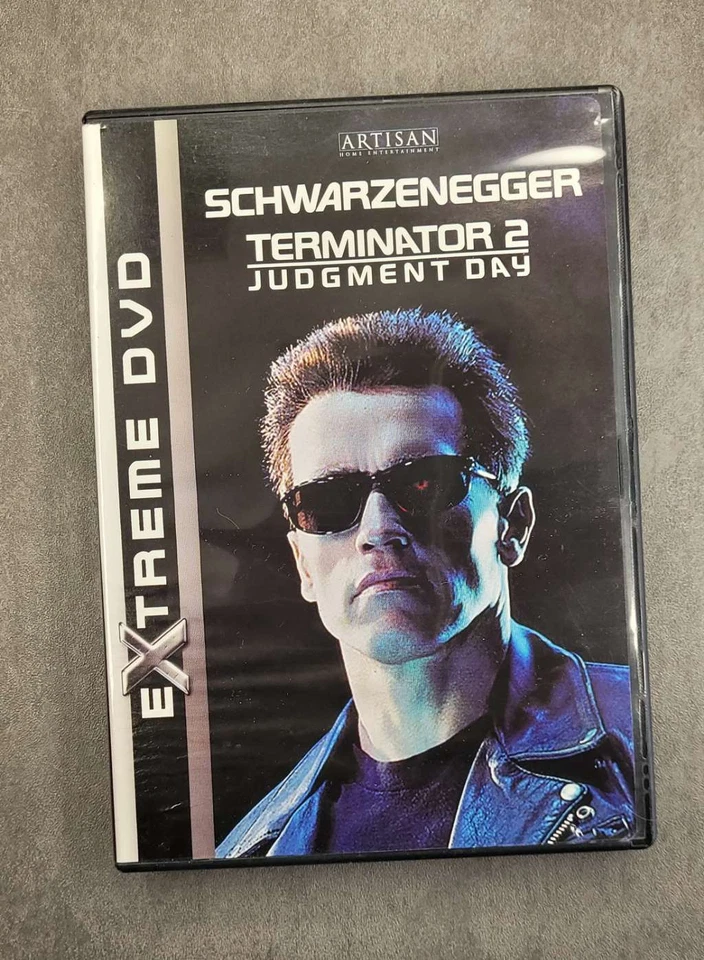 ARTISAN
HOME ENTERTAINMENT
SCHWARZENEGGER
TERMINATOR 2
JUDGMENT DAY
EXTREME DVD